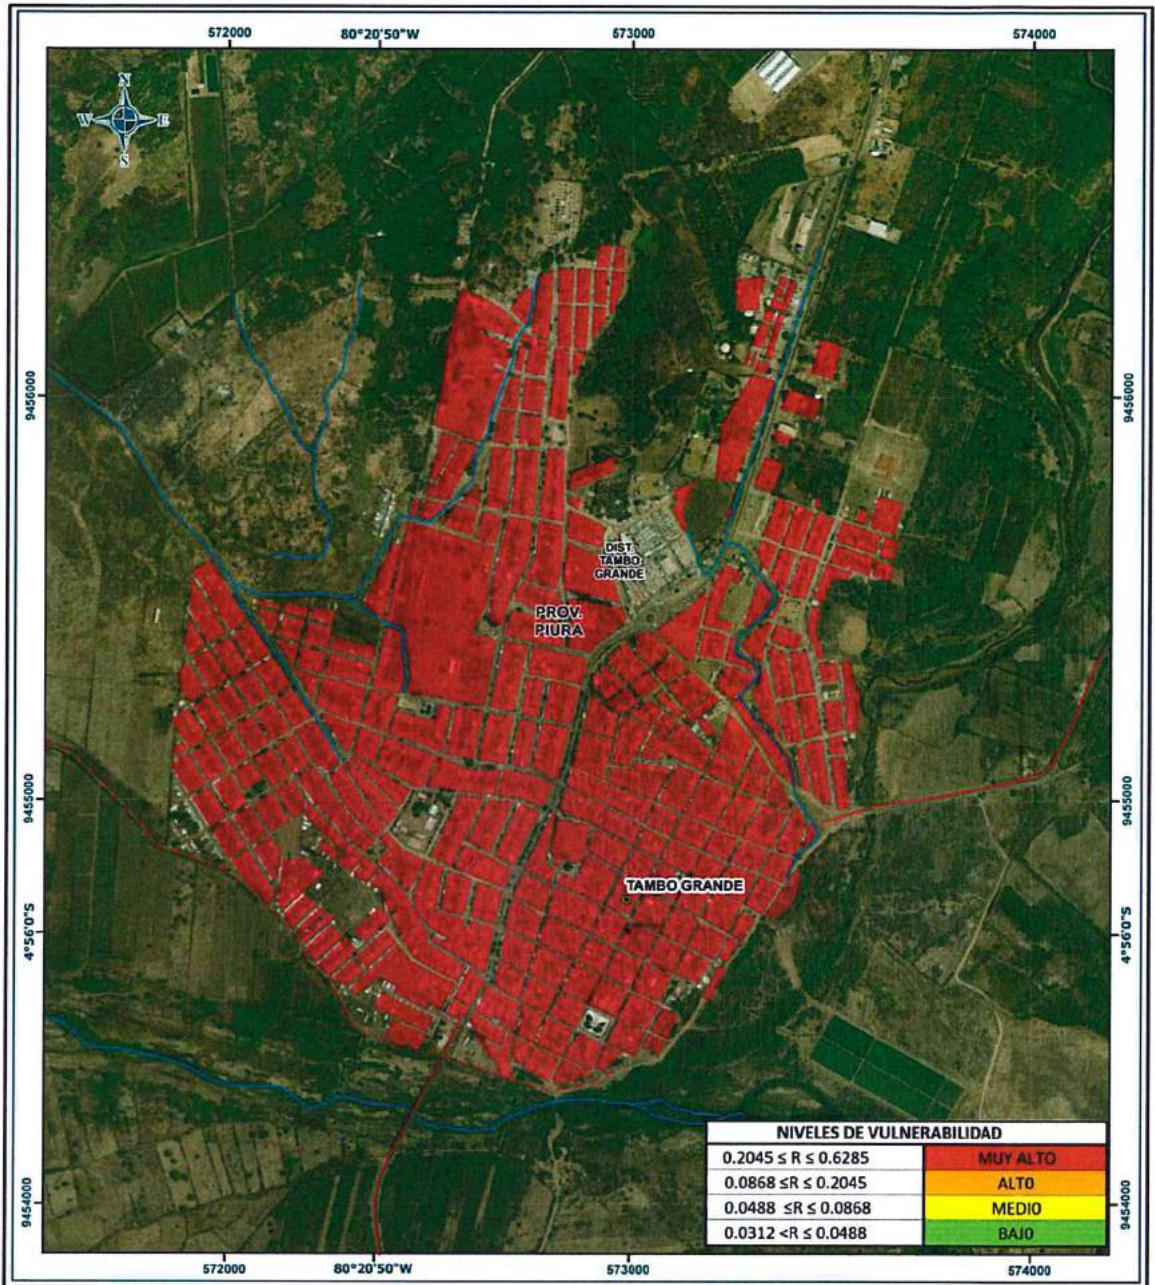 572000
80°20'50"W
573000
574000
N
W
E
S
9456000
9456000
DIST.
TAMBO
GRANDE
PROV.
PIURA
9455000
9455000
TAMBO GRANDE
4°56'0"S
4°56'0"S
NIVELES DE VULNERABILIDAD
0.2045 ≤ R ≤ 0.6285 MUY ALTO
0.0868 ≤R ≤ 0.2045 ALTO
0.0488 ≤R ≤ 0.0868 MEDIO
0.0312 <R ≤ 0.0488 BAJO
9454000
9454000
572000
80°20'50"W
573000
574000